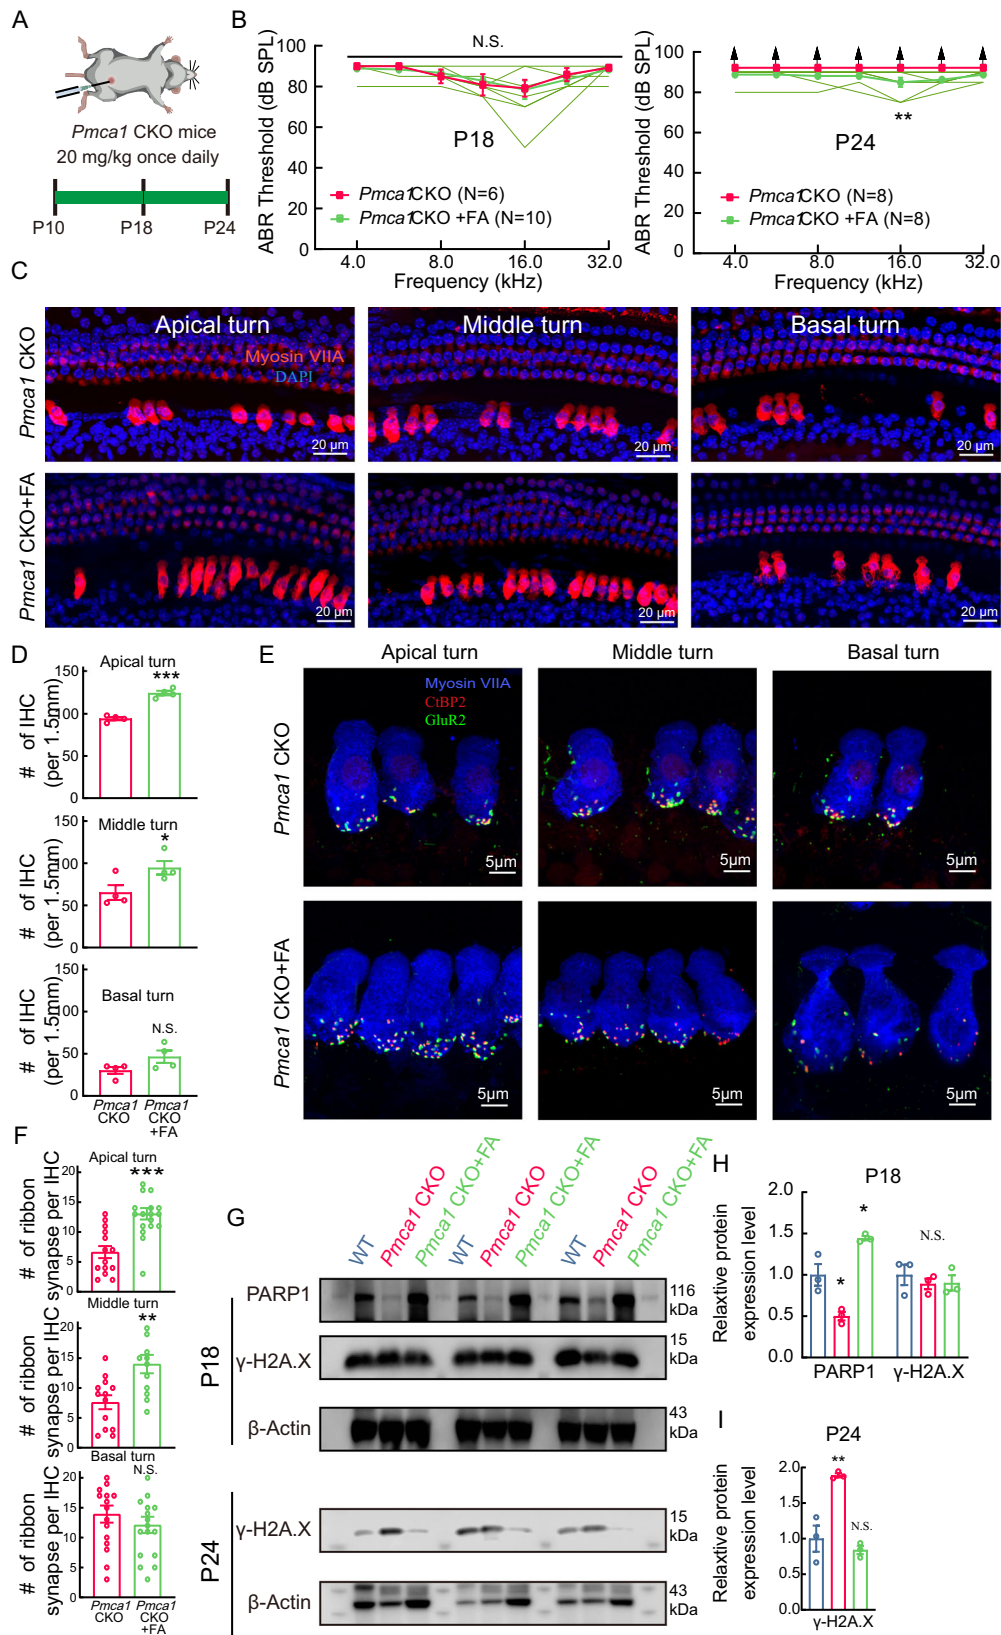 A
Pmca1 CKO mice
20 mg/kg once daily
P10
P18
P24
B
ABR Threshold (dB SPL)
100
80
60
40
20
0
N.S.
P18
Pmca1CKO (N=6)
Pmca1CKO +FA (N=10)
4.0
8.0
16.0
32.0
Frequency (kHz)
ABR Threshold (dB SPL)
100
80
60
40
20
0
**
P24
Pmca1CKO (N=8)
Pmca1CKO +FA (N=8)
4.0
8.0
16.0
32.0
Frequency (kHz)
C
Apical turn
Middle turn
Basal turn
Myosin VIIA
DAPI
Pmca1 CKO
20 μm
20 μm
20 μm
Pmca1 CKO+FA
20 μm
20 μm
20 μm
D
Apical turn
***
# of IHC
(per 1.5mm)
150
100
50
0
Middle turn
*
# of IHC
(per 1.5mm)
150
100
50
0
Basal turn
N.S.
# of IHC
(per 1.5mm)
150
100
50
0
Pmca1
CKO
Pmca1
CKO
+FA
E
Apical turn
Middle turn
Basal turn
Myosin VIIA
CtBP2
GluR2
Pmca1 CKO
5μm
5μm
5μm
Pmca1 CKO+FA
5μm
5μm
5μm
F
Apical turn
***
# of ribbon
synapse per IHC
20
15
10
5
0
Middle turn
**
# of ribbon
synapse per IHC
20
15
10
5
0
Basal turn
N.S.
# of ribbon
synapse per IHC
20
15
10
5
0
Pmca1
CKO
Pmca1
CKO
+FA
G
WT
Pmca1 CKO
Pmca1 CKO+FA
WT
Pmca1 CKO
Pmca1 CKO+FA
WT
Pmca1 CKO
Pmca1 CKO+FA
P18
PARP1
116
kDa
γ-H2A.X
15
kDa
β-Actin
43
kDa
P24
γ-H2A.X
15
kDa
β-Actin
43
kDa
H
P18
Relaxtive protein
expression level
2.0
1.5
1.0
0.5
0.0
*
*
N.S.
PARP1
γ-H2A.X
I
P24
Relaxtive protein
expression level
2.0
1.5
1.0
0.5
0.0
**
N.S.
γ-H2A.X